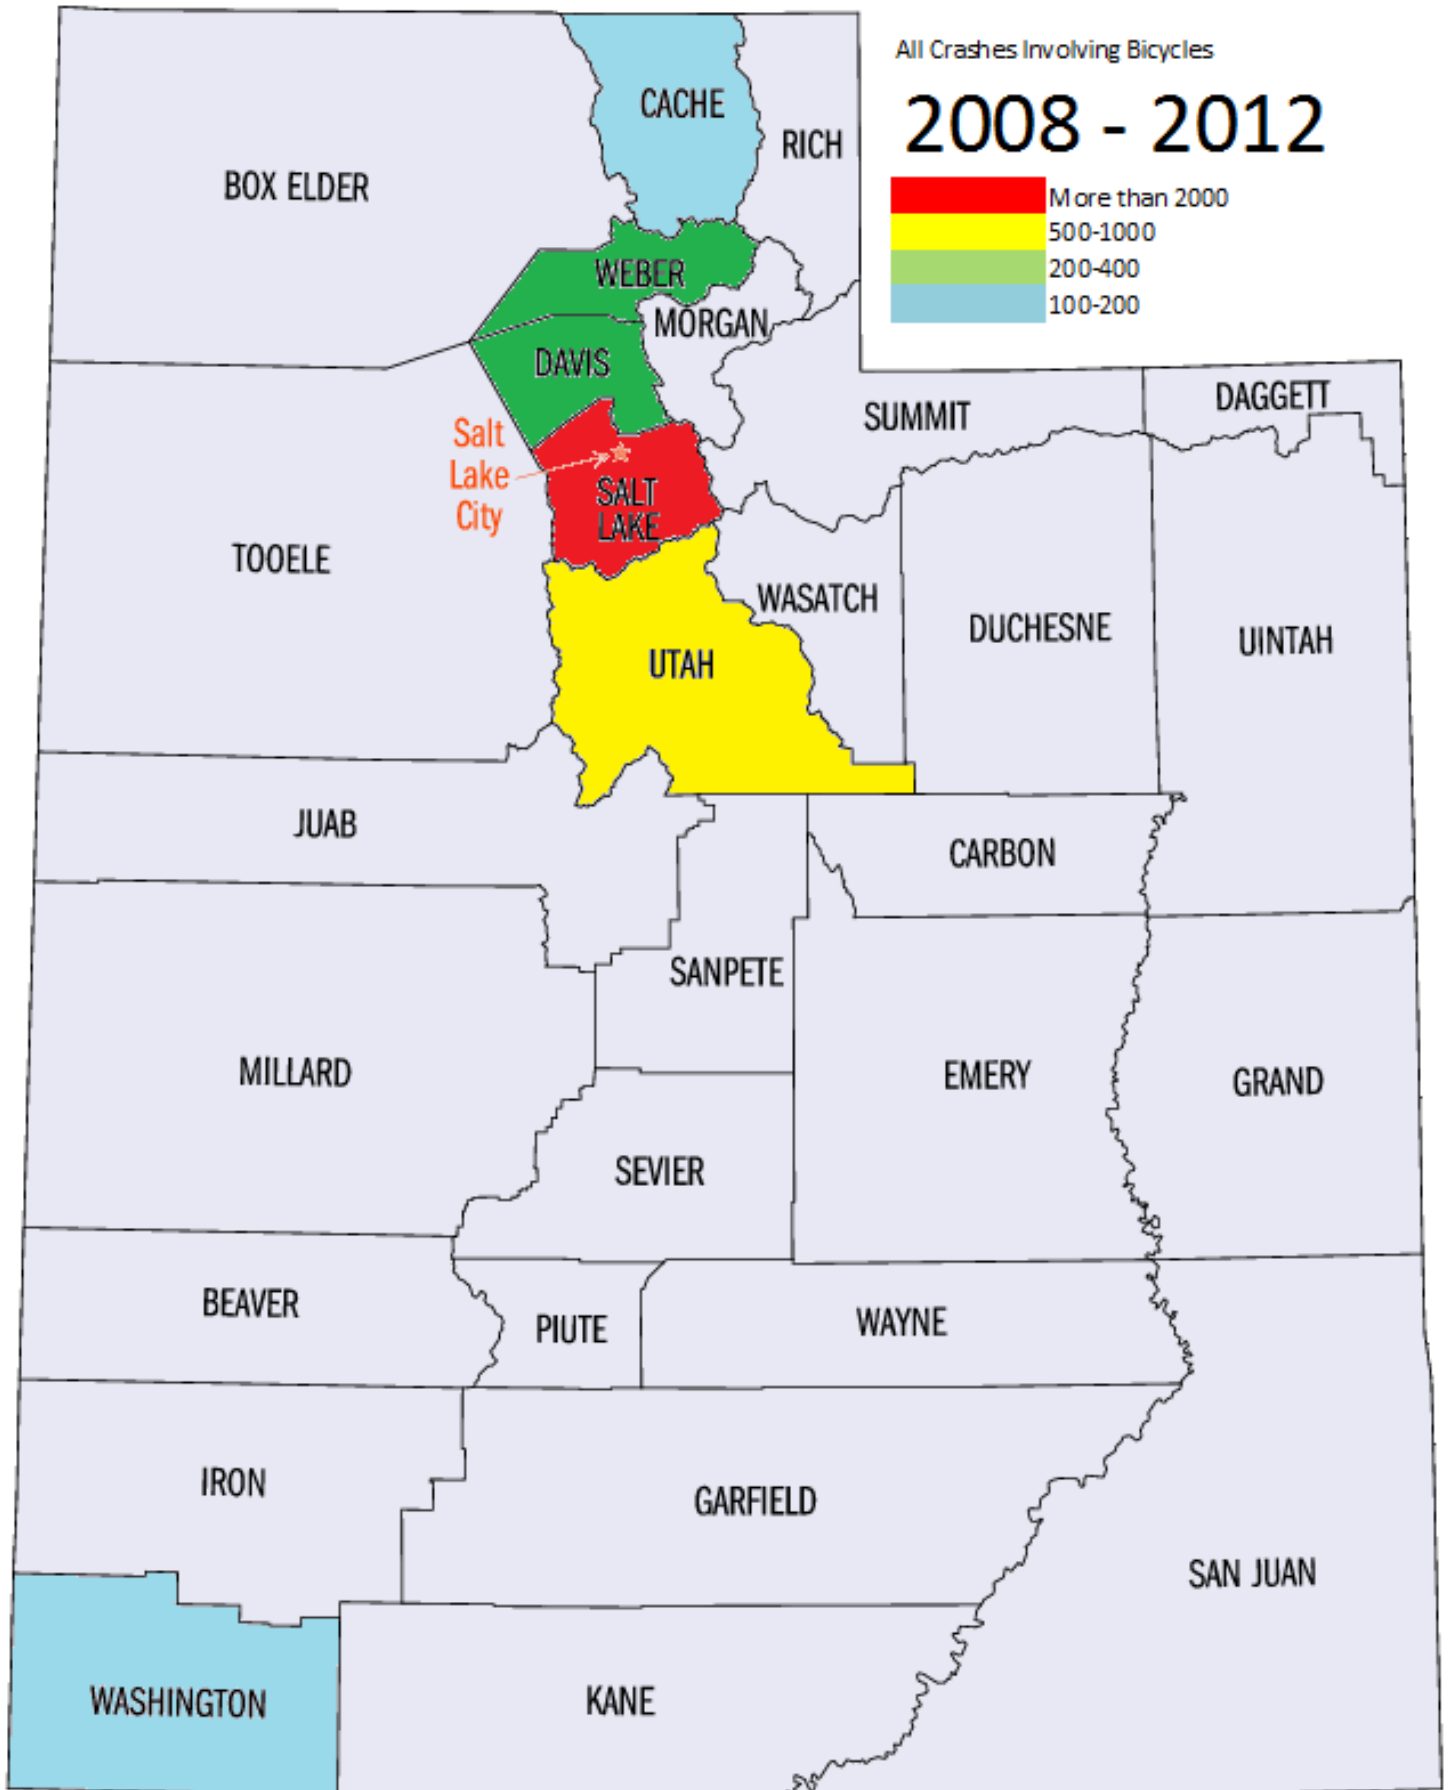 All Crashes Involving Bicycles
2008 - 2012
More than 2000
500-1000
200-400
100-200
CACHE
RICH
BOX ELDER
WEBER
MORGAN
DAVIS
DAGGETT
SUMMIT
Salt
Lake
City
SALT
LAKE
TOOELE
WASATCH
DUCHESNE
UINTAH
UTAH
JUAB
CARBON
SANPETE
MILLARD
EMERY
GRAND
SEVIER
BEAVER
PIUTE
WAYNE
IRON
GARFIELD
SAN JUAN
WASHINGTON
KANE